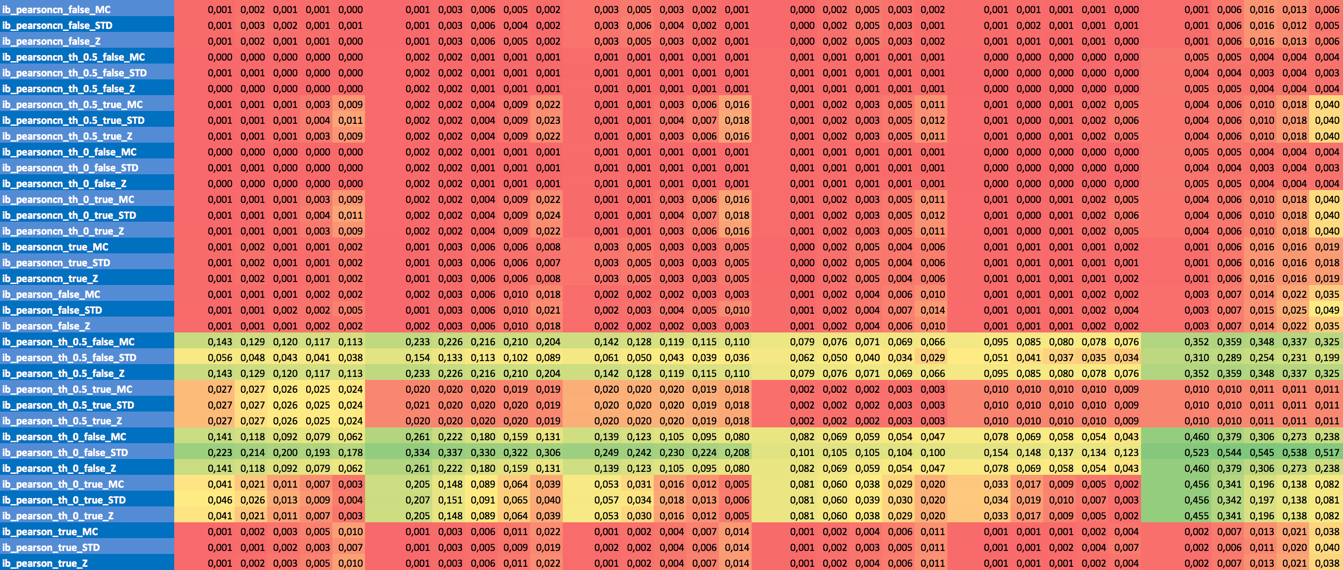 ib_pearsoncn_false_MC 0,001 0,002 0,001 0,001 0,000 0,001 0,003 0,006 0,005 0,002 0,003 0,005 0,003 0,002 0,001 0,000 0,002 0,005 0,003 0,002 0,000 0,001 0,001 0,001 0,000 0,001 0,006 0,016 0,013 0,006
ib_pearsoncn_false_STD 0,001 0,003 0,002 0,001 0,001 0,001 0,003 0,006 0,005 0,002 0,003 0,006 0,004 0,002 0,001 0,000 0,002 0,005 0,003 0,002 0,001 0,002 0,001 0,001 0,001 0,001 0,006 0,016 0,012 0,006
ib_pearsoncn_false_Z 0,001 0,002 0,001 0,001 0,000 0,001 0,003 0,006 0,005 0,002 0,003 0,005 0,003 0,002 0,001 0,000 0,002 0,005 0,003 0,002 0,000 0,001 0,001 0,001 0,000 0,001 0,006 0,016 0,013 0,006
ib_pearsoncn_th_0.5_false_MC 0,000 0,000 0,000 0,000 0,000 0,002 0,002 0,001 0,001 0,001 0,001 0,001 0,001 0,001 0,001 0,001 0,001 0,001 0,001 0,001 0,000 0,000 0,000 0,000 0,000 0,005 0,005 0,004 0,004 0,004
ib_pearsoncn_th_0.5_false_STD 0,000 0,000 0,000 0,000 0,000 0,002 0,002 0,001 0,001 0,001 0,001 0,001 0,001 0,001 0,001 0,001 0,001 0,001 0,001 0,001 0,000 0,000 0,000 0,000 0,000 0,004 0,004 0,003 0,004 0,004
ib_pearsoncn_th_0.5_false_Z 0,000 0,000 0,000 0,000 0,000 0,002 0,002 0,001 0,001 0,001 0,001 0,001 0,001 0,001 0,001 0,001 0,001 0,001 0,001 0,001 0,000 0,000 0,000 0,000 0,000 0,005 0,005 0,004 0,004 0,004
ib_pearsoncn_th_0.5_true_MC 0,001 0,001 0,001 0,003 0,009 0,002 0,002 0,004 0,009 0,022 0,001 0,001 0,003 0,006 0,016 0,001 0,002 0,003 0,005 0,011 0,000 0,000 0,001 0,002 0,005 0,004 0,006 0,010 0,018 0,040
ib_pearsoncn_th_0.5_true_STD 0,001 0,001 0,001 0,004 0,011 0,002 0,002 0,004 0,009 0,023 0,001 0,001 0,004 0,007 0,018 0,001 0,002 0,003 0,005 0,012 0,000 0,000 0,001 0,002 0,006 0,004 0,006 0,010 0,018 0,040
ib_pearsoncn_th_0.5_true_Z 0,001 0,001 0,001 0,003 0,009 0,002 0,002 0,004 0,009 0,022 0,001 0,001 0,003 0,006 0,016 0,001 0,002 0,003 0,005 0,011 0,000 0,000 0,001 0,002 0,005 0,004 0,006 0,010 0,018 0,040
ib_pearsoncn_th_0_false_MC 0,000 0,000 0,000 0,000 0,000 0,002 0,002 0,001 0,001 0,001 0,001 0,001 0,001 0,001 0,001 0,001 0,001 0,001 0,001 0,001 0,000 0,000 0,000 0,000 0,000 0,005 0,005 0,004 0,004 0,004
ib_pearsoncn_th_0_false_STD 0,000 0,000 0,000 0,000 0,000 0,002 0,002 0,001 0,001 0,001 0,001 0,001 0,001 0,001 0,001 0,001 0,001 0,001 0,001 0,001 0,000 0,000 0,000 0,000 0,000 0,004 0,004 0,003 0,004 0,003
ib_pearsoncn_th_0_false_Z 0,000 0,000 0,000 0,000 0,000 0,002 0,002 0,001 0,001 0,001 0,001 0,001 0,001 0,001 0,001 0,001 0,001 0,001 0,001 0,001 0,000 0,000 0,000 0,000 0,000 0,005 0,005 0,004 0,004 0,004
ib_pearsoncn_th_0_true_MC 0,001 0,001 0,001 0,003 0,009 0,002 0,002 0,004 0,009 0,022 0,001 0,001 0,003 0,006 0,016 0,001 0,002 0,003 0,005 0,011 0,000 0,000 0,001 0,002 0,005 0,004 0,006 0,010 0,018 0,040
ib_pearsoncn_th_0_true_STD 0,001 0,001 0,001 0,004 0,011 0,002 0,002 0,004 0,009 0,024 0,001 0,001 0,004 0,007 0,018 0,001 0,002 0,003 0,005 0,012 0,000 0,000 0,001 0,002 0,006 0,004 0,006 0,010 0,018 0,040
ib_pearsoncn_th_0_true_Z 0,001 0,001 0,001 0,003 0,009 0,002 0,002 0,004 0,009 0,022 0,001 0,001 0,003 0,006 0,016 0,001 0,002 0,003 0,005 0,011 0,000 0,000 0,001 0,002 0,005 0,004 0,006 0,010 0,018 0,040
ib_pearsoncn_true_MC 0,001 0,002 0,001 0,001 0,002 0,001 0,003 0,006 0,006 0,008 0,003 0,005 0,003 0,003 0,005 0,000 0,002 0,005 0,004 0,006 0,000 0,001 0,001 0,001 0,002 0,001 0,006 0,016 0,016 0,019
ib_pearsoncn_true_STD 0,001 0,002 0,001 0,001 0,002 0,001 0,003 0,006 0,006 0,007 0,003 0,005 0,003 0,003 0,005 0,000 0,002 0,005 0,004 0,006 0,000 0,001 0,001 0,001 0,002 0,001 0,006 0,016 0,016 0,018
ib_pearsoncn_true_Z 0,001 0,002 0,001 0,001 0,002 0,001 0,003 0,006 0,006 0,008 0,003 0,005 0,003 0,003 0,005 0,000 0,002 0,005 0,004 0,006 0,000 0,001 0,001 0,001 0,002 0,001 0,006 0,016 0,016 0,019
ib_pearson_false_MC 0,001 0,001 0,001 0,002 0,002 0,002 0,003 0,006 0,010 0,018 0,002 0,002 0,002 0,003 0,003 0,000 0,002 0,004 0,006 0,010 0,001 0,001 0,001 0,001 0,002 0,003 0,007 0,014 0,022 0,035
ib_pearson_false_STD 0,001 0,001 0,002 0,002 0,005 0,002 0,003 0,006 0,010 0,021 0,002 0,003 0,004 0,005 0,010 0,000 0,002 0,004 0,007 0,014 0,001 0,001 0,001 0,002 0,004 0,002 0,007 0,015 0,025 0,049
ib_pearson_false_Z 0,001 0,001 0,001 0,002 0,002 0,002 0,003 0,006 0,010 0,018 0,002 0,002 0,002 0,003 0,003 0,000 0,002 0,004 0,006 0,010 0,001 0,001 0,001 0,001 0,002 0,003 0,007 0,014 0,022 0,035
ib_pearson_th_0.5_false_MC 0,143 0,129 0,120 0,117 0,113 0,233 0,226 0,216 0,210 0,204 0,142 0,128 0,119 0,115 0,110 0,079 0,076 0,071 0,069 0,066 0,095 0,085 0,080 0,078 0,076 0,352 0,359 0,348 0,337 0,325
ib_pearson_th_0.5_false_STD 0,056 0,048 0,043 0,041 0,038 0,154 0,133 0,113 0,102 0,089 0,061 0,050 0,043 0,039 0,036 0,062 0,050 0,040 0,034 0,029 0,051 0,041 0,037 0,035 0,034 0,310 0,289 0,254 0,231 0,199
ib_pearson_th_0.5_false_Z 0,143 0,129 0,120 0,117 0,113 0,233 0,226 0,216 0,210 0,204 0,142 0,128 0,119 0,115 0,110 0,079 0,076 0,071 0,069 0,066 0,095 0,085 0,080 0,078 0,076 0,352 0,359 0,348 0,337 0,325
ib_pearson_th_0.5_true_MC 0,027 0,027 0,026 0,025 0,024 0,020 0,020 0,020 0,019 0,019 0,020 0,020 0,020 0,019 0,018 0,002 0,002 0,002 0,003 0,003 0,010 0,010 0,010 0,010 0,009 0,010 0,010 0,011 0,011 0,011
ib_pearson_th_0.5_true_STD 0,027 0,027 0,026 0,025 0,024 0,021 0,020 0,020 0,020 0,019 0,020 0,020 0,020 0,019 0,018 0,002 0,002 0,002 0,003 0,003 0,010 0,010 0,010 0,010 0,009 0,010 0,010 0,011 0,011 0,011
ib_pearson_th_0.5_true_Z 0,027 0,027 0,026 0,025 0,024 0,020 0,020 0,020 0,019 0,019 0,020 0,020 0,020 0,019 0,018 0,002 0,002 0,002 0,003 0,003 0,010 0,010 0,010 0,010 0,009 0,010 0,010 0,011 0,011 0,011
ib_pearson_th_0_false_MC 0,141 0,118 0,092 0,079 0,062 0,261 0,222 0,180 0,159 0,131 0,139 0,123 0,105 0,095 0,080 0,082 0,069 0,059 0,054 0,047 0,078 0,069 0,058 0,054 0,043 0,460 0,379 0,306 0,273 0,238
ib_pearson_th_0_false_STD 0,223 0,214 0,200 0,193 0,178 0,334 0,337 0,330 0,322 0,306 0,249 0,242 0,230 0,224 0,208 0,101 0,105 0,105 0,104 0,100 0,154 0,148 0,137 0,134 0,123 0,523 0,544 0,545 0,538 0,517
ib_pearson_th_0_false_Z 0,141 0,118 0,092 0,079 0,062 0,261 0,222 0,180 0,159 0,131 0,139 0,123 0,105 0,095 0,080 0,082 0,069 0,059 0,054 0,047 0,078 0,069 0,058 0,054 0,043 0,460 0,379 0,306 0,273 0,238
ib_pearson_th_0_true_MC 0,041 0,021 0,011 0,007 0,003 0,205 0,148 0,089 0,064 0,039 0,053 0,031 0,016 0,012 0,005 0,081 0,060 0,038 0,029 0,020 0,033 0,017 0,009 0,005 0,002 0,456 0,341 0,196 0,138 0,082
ib_pearson_th_0_true_STD 0,046 0,026 0,013 0,009 0,004 0,207 0,151 0,091 0,065 0,040 0,057 0,034 0,018 0,013 0,006 0,081 0,060 0,039 0,030 0,020 0,034 0,019 0,010 0,007 0,003 0,456 0,342 0,197 0,138 0,081
ib_pearson_th_0_true_Z 0,041 0,021 0,011 0,007 0,003 0,205 0,148 0,089 0,064 0,039 0,053 0,030 0,016 0,012 0,005 0,081 0,060 0,038 0,029 0,020 0,033 0,017 0,009 0,005 0,002 0,455 0,341 0,196 0,138 0,082
ib_pearson_true_MC 0,001 0,002 0,003 0,005 0,010 0,001 0,003 0,006 0,011 0,022 0,001 0,002 0,004 0,007 0,014 0,001 0,002 0,004 0,006 0,011 0,000 0,001 0,001 0,003 0,005 0,002 0,007 0,013 0,021 0,038
ib_pearson_true_STD 0,001 0,001 0,002 0,003 0,007 0,001 0,003 0,005 0,009 0,019 0,002 0,002 0,004 0,006 0,014 0,001 0,002 0,003 0,005 0,011 0,000 0,001 0,001 0,002 0,004 0,002 0,006 0,011 0,020 0,040
ib_pearson_true_Z 0,001 0,002 0,003 0,005 0,010 0,001 0,003 0,006 0,011 0,022 0,001 0,002 0,004 0,007 0,014 0,001 0,002 0,004 0,006 0,011 0,000 0,001 0,001 0,003 0,005 0,002 0,007 0,013 0,021 0,038